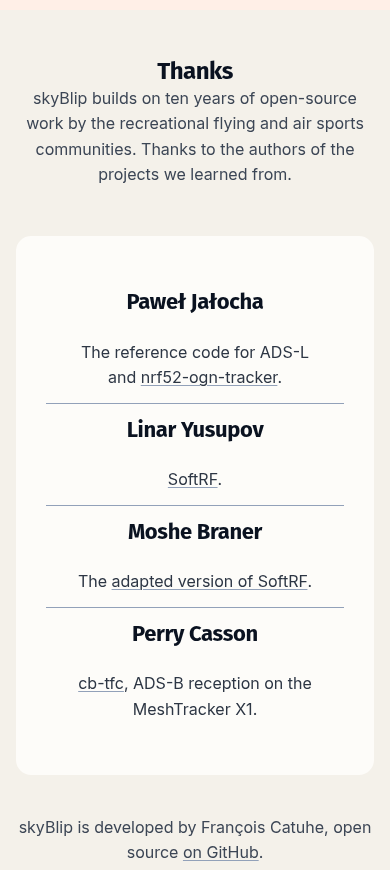 Thanks
skyBlip builds on ten years of open-source
work by the recreational flying and air sports
communities. Thanks to the authors of the
projects we learned from.
Paweł Jałocha
The reference code for ADS-L
and nrf52-ogn-tracker.
Linar Yusupov
SoftRF.
Moshe Braner
The adapted version of SoftRF.
Perry Casson
cb-tfc, ADS-B reception on the
MeshTracker X1.
skyBlip is developed by François Catuhe, open
source on GitHub.